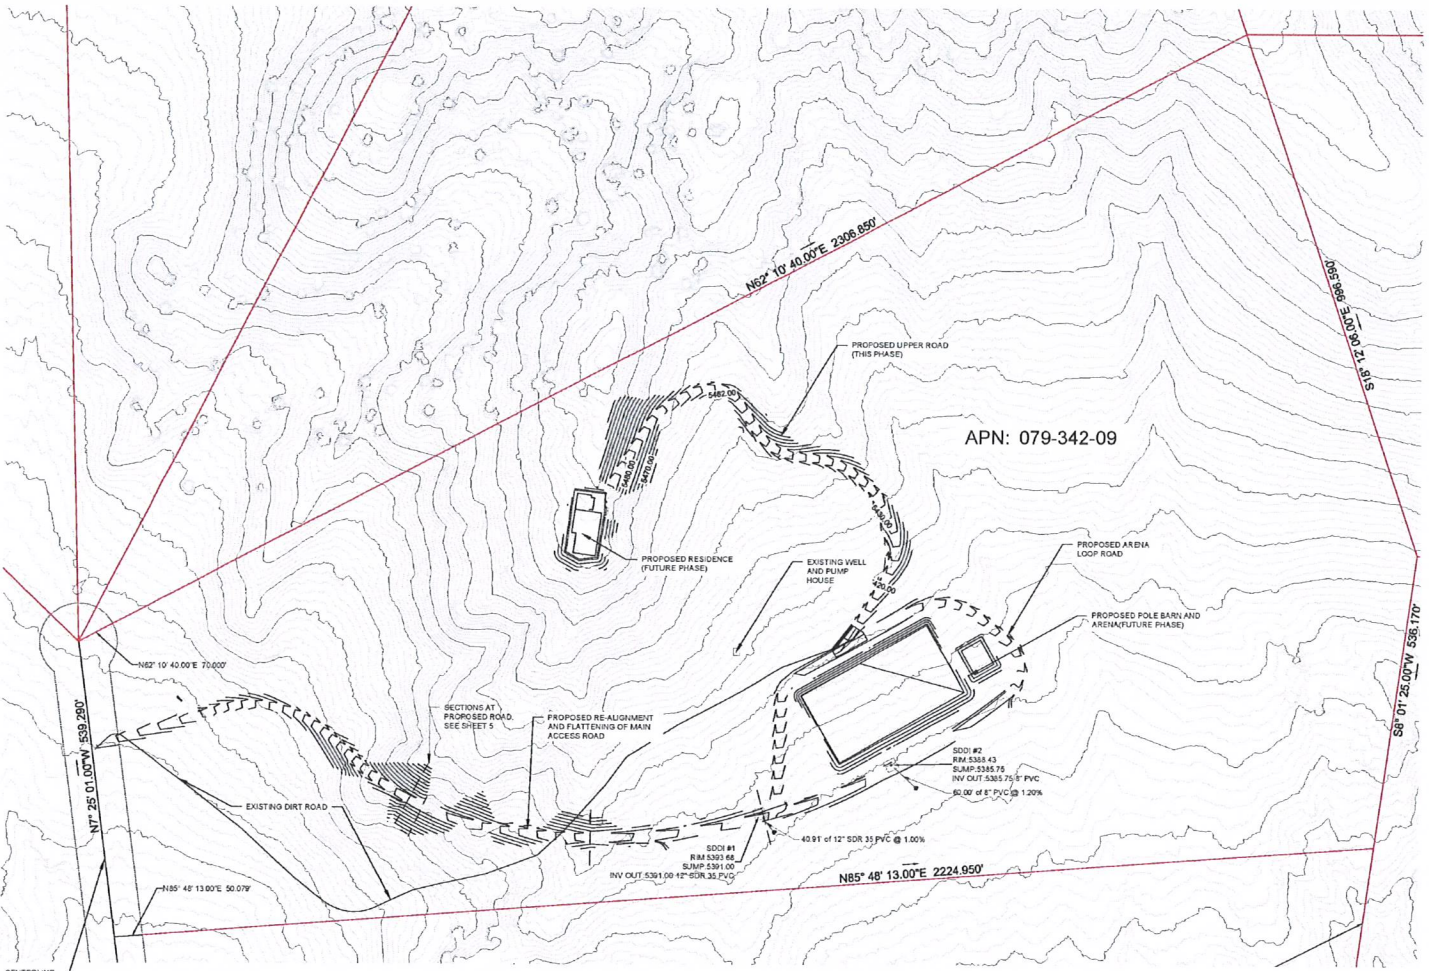 N62° 10' 40.00"E 2306.850'
S18° 12' 06.00"E 996.590'
PROPOSED UPPER ROAD
(THIS PHASE)
5482.00
APN: 079-342-09
5480.00
5470.00
5430.00
PROPOSED RESIDENCE
(FUTURE PHASE)
EXISTING WELL
AND PUMP
HOUSE
PROPOSED ARENA
LOOP ROAD
PROPOSED POLE BARN AND
ARENA(FUTURE PHASE)
S8° 01' 25.00"W 536.170'
N62° 10' 40.00"E 70.000'
N7° 25' 01.00"W 539.290'
SECTIONS AT
PROPOSED ROAD.
SEE SHEET 5
PROPOSED RE-ALIGNMENT
AND FLATTENING OF MAIN
ACCESS ROAD
EXISTING DIRT ROAD
SDDI #2
RIM:5388.43
SUMP:5385.75
INV OUT:5385.75 8" PVC
60.00' of 8" PVC @ 1.20%
40.91' of 12" SDR 35 PVC @ 1.00%
SDDI #1
RIM:5393.68
SUMP:5391.00
INV OUT:5391.00 12" SDR 35 PVC
N85° 48' 13.00"E 2224.950'
N85° 48' 13.00"E 50.079'